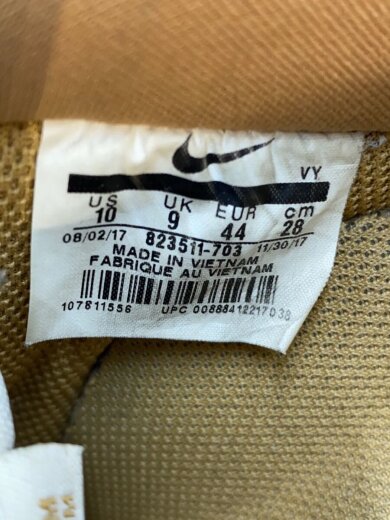 VY
US UK EUR cm
10 9 44 28
08/02/17 823511-703 11/30/17
MADE IN VIETNAM
FABRIQUE AU VIETNAM
107811556 UPC 00888412217038